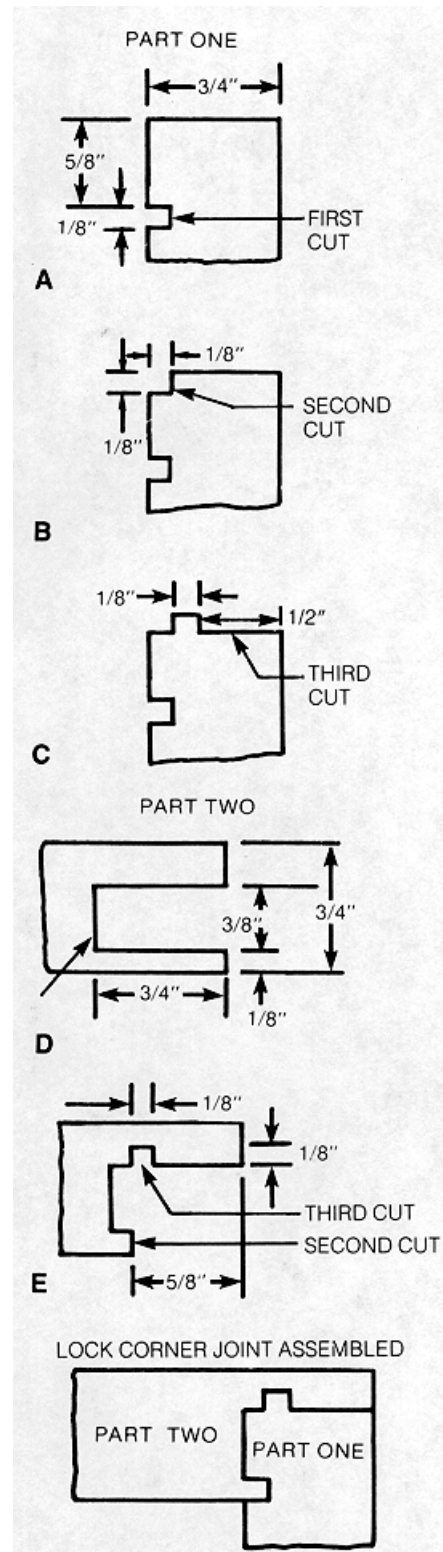 PART ONE
3/4"
5/8"
1/8"
FIRST
CUT
A
1/8"
SECOND
CUT
1/8"
B
1/8"
1/2"
THIRD
CUT
C
PART TWO
3/8"
3/4"
3/4"
1/8"
D
1/8"
1/8"
THIRD CUT
SECOND CUT
5/8"
E
LOCK CORNER JOINT ASSEMBLED
PART TWO
PART ONE